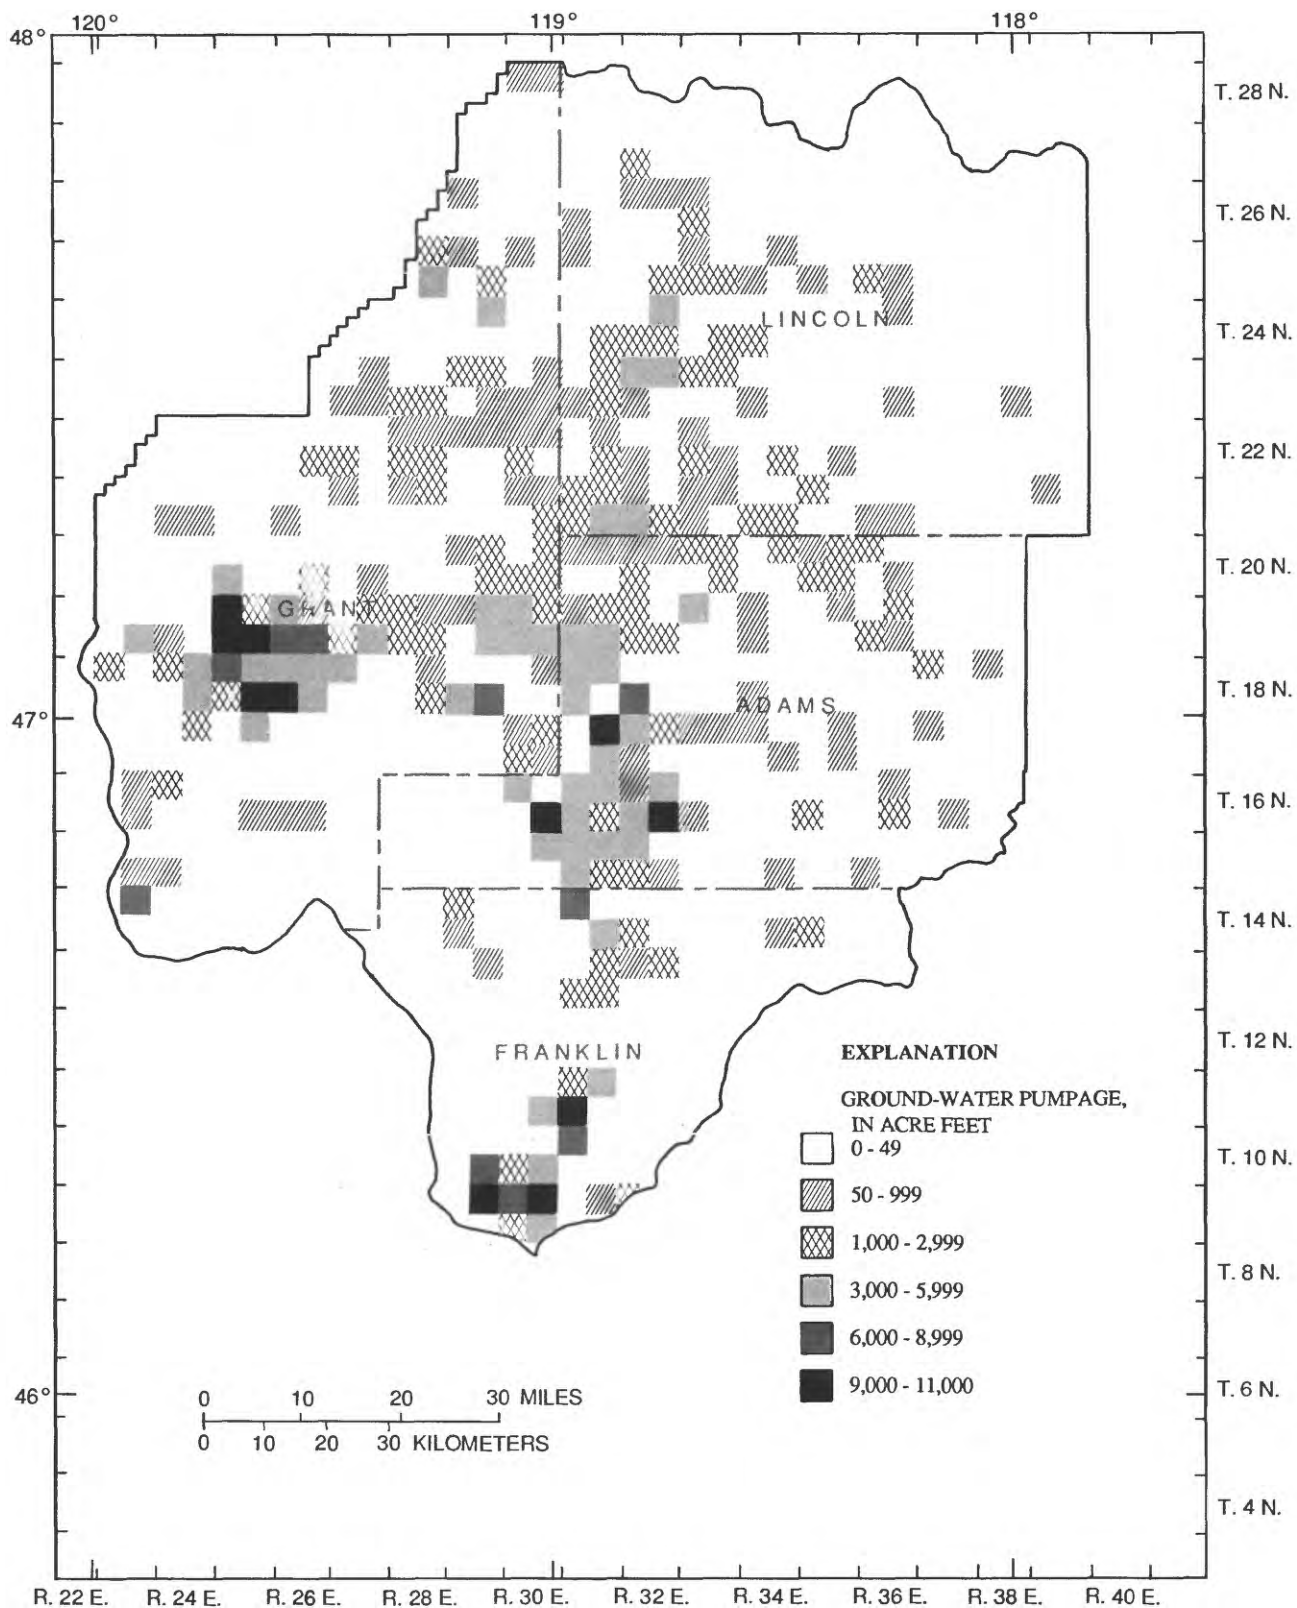 120° 119° 118°
48°
T. 28 N.
T. 26 N.
LINCOLN
T. 24 N.
T. 22 N.
T. 20 N.
GRANT
T. 18 N.
ADAMS
47°
T. 16 N.
T. 14 N.
T. 12 N.
FRANKLIN
EXPLANATION
GROUND-WATER PUMPAGE,
IN ACRE FEET
0 - 49
T. 10 N.
50 - 999
1,000 - 2,999
T. 8 N.
3,000 - 5,999
6,000 - 8,999
9,000 - 11,000
46°
T. 6 N.
0 10 20 30 MILES
0 10 20 30 KILOMETERS
T. 4 N.
R. 22 E. R. 24 E. R. 26 E. R. 28 E. R. 30 E. R. 32 E. R. 34 E. R. 36 E. R. 38 E. R. 40 E.